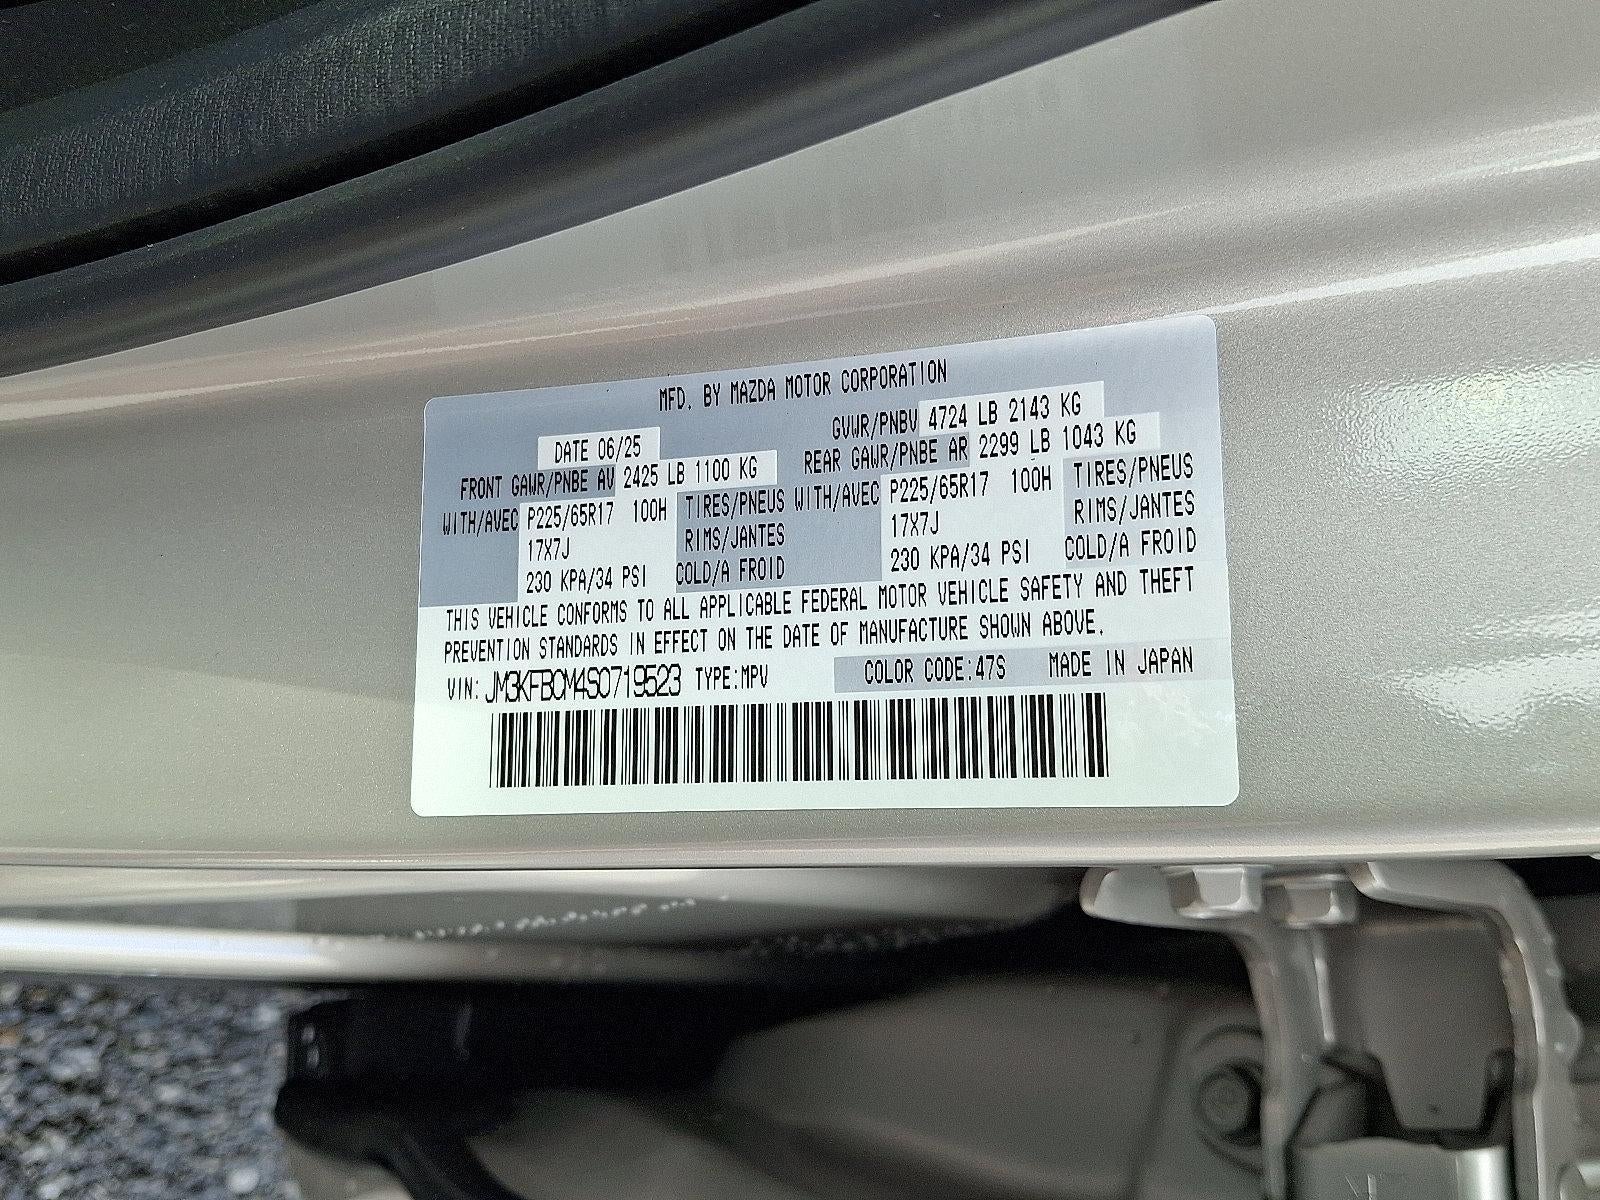 MFD. BY MAZDA MOTOR CORPORATION
DATE 06/25 GVWR/PNBV 4724 LB 2143 KG
FRONT GAWR/PNBE AV 2425 LB 1100 KG REAR GAWR/PNBE AR 2299 LB 1043 KG
WITH/AVEC P225/65R17 100H TIRES/PNEUS WITH/AVEC P225/65R17 100H TIRES/PNEUS
17X7J RIMS/JANTES 17X7J RIMS/JANTES
230 KPA/34 PSI COLD/A FROID 230 KPA/34 PSI COLD/A FROID
THIS VEHICLE CONFORMS TO ALL APPLICABLE FEDERAL MOTOR VEHICLE SAFETY AND THEFT
PREVENTION STANDARDS IN EFFECT ON THE DATE OF MANUFACTURE SHOWN ABOVE.
VIN: JM3KFBCM4S0719523 TYPE:MPV COLOR CODE:47S MADE IN JAPAN